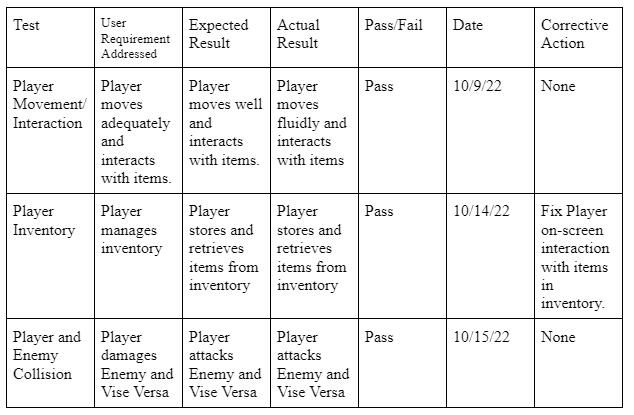 Test
User
Requirement
Addressed
Expected
Result
Actual
Result
Pass/Fail
Date
Corrective
Action
Player
Movement/
Interaction
Player
moves
adequately
and
interacts
with items.
Player
moves well
and
interacts
with items.
Player
moves
fluidly and
interacts
with items
Pass
10/9/22
None
Player
Inventory
Player
manages
inventory
Player
stores and
retrieves
items from
inventory
Player
stores and
retrieves
items from
inventory
Pass
10/14/22
Fix Player
on-screen
interaction
with items
in
inventory.
Player and
Enemy
Collision
Player
damages
Enemy and
Vise Versa
Player
attacks
Enemy and
Vise Versa
Player
attacks
Enemy and
Vise Versa
Pass
10/15/22
None